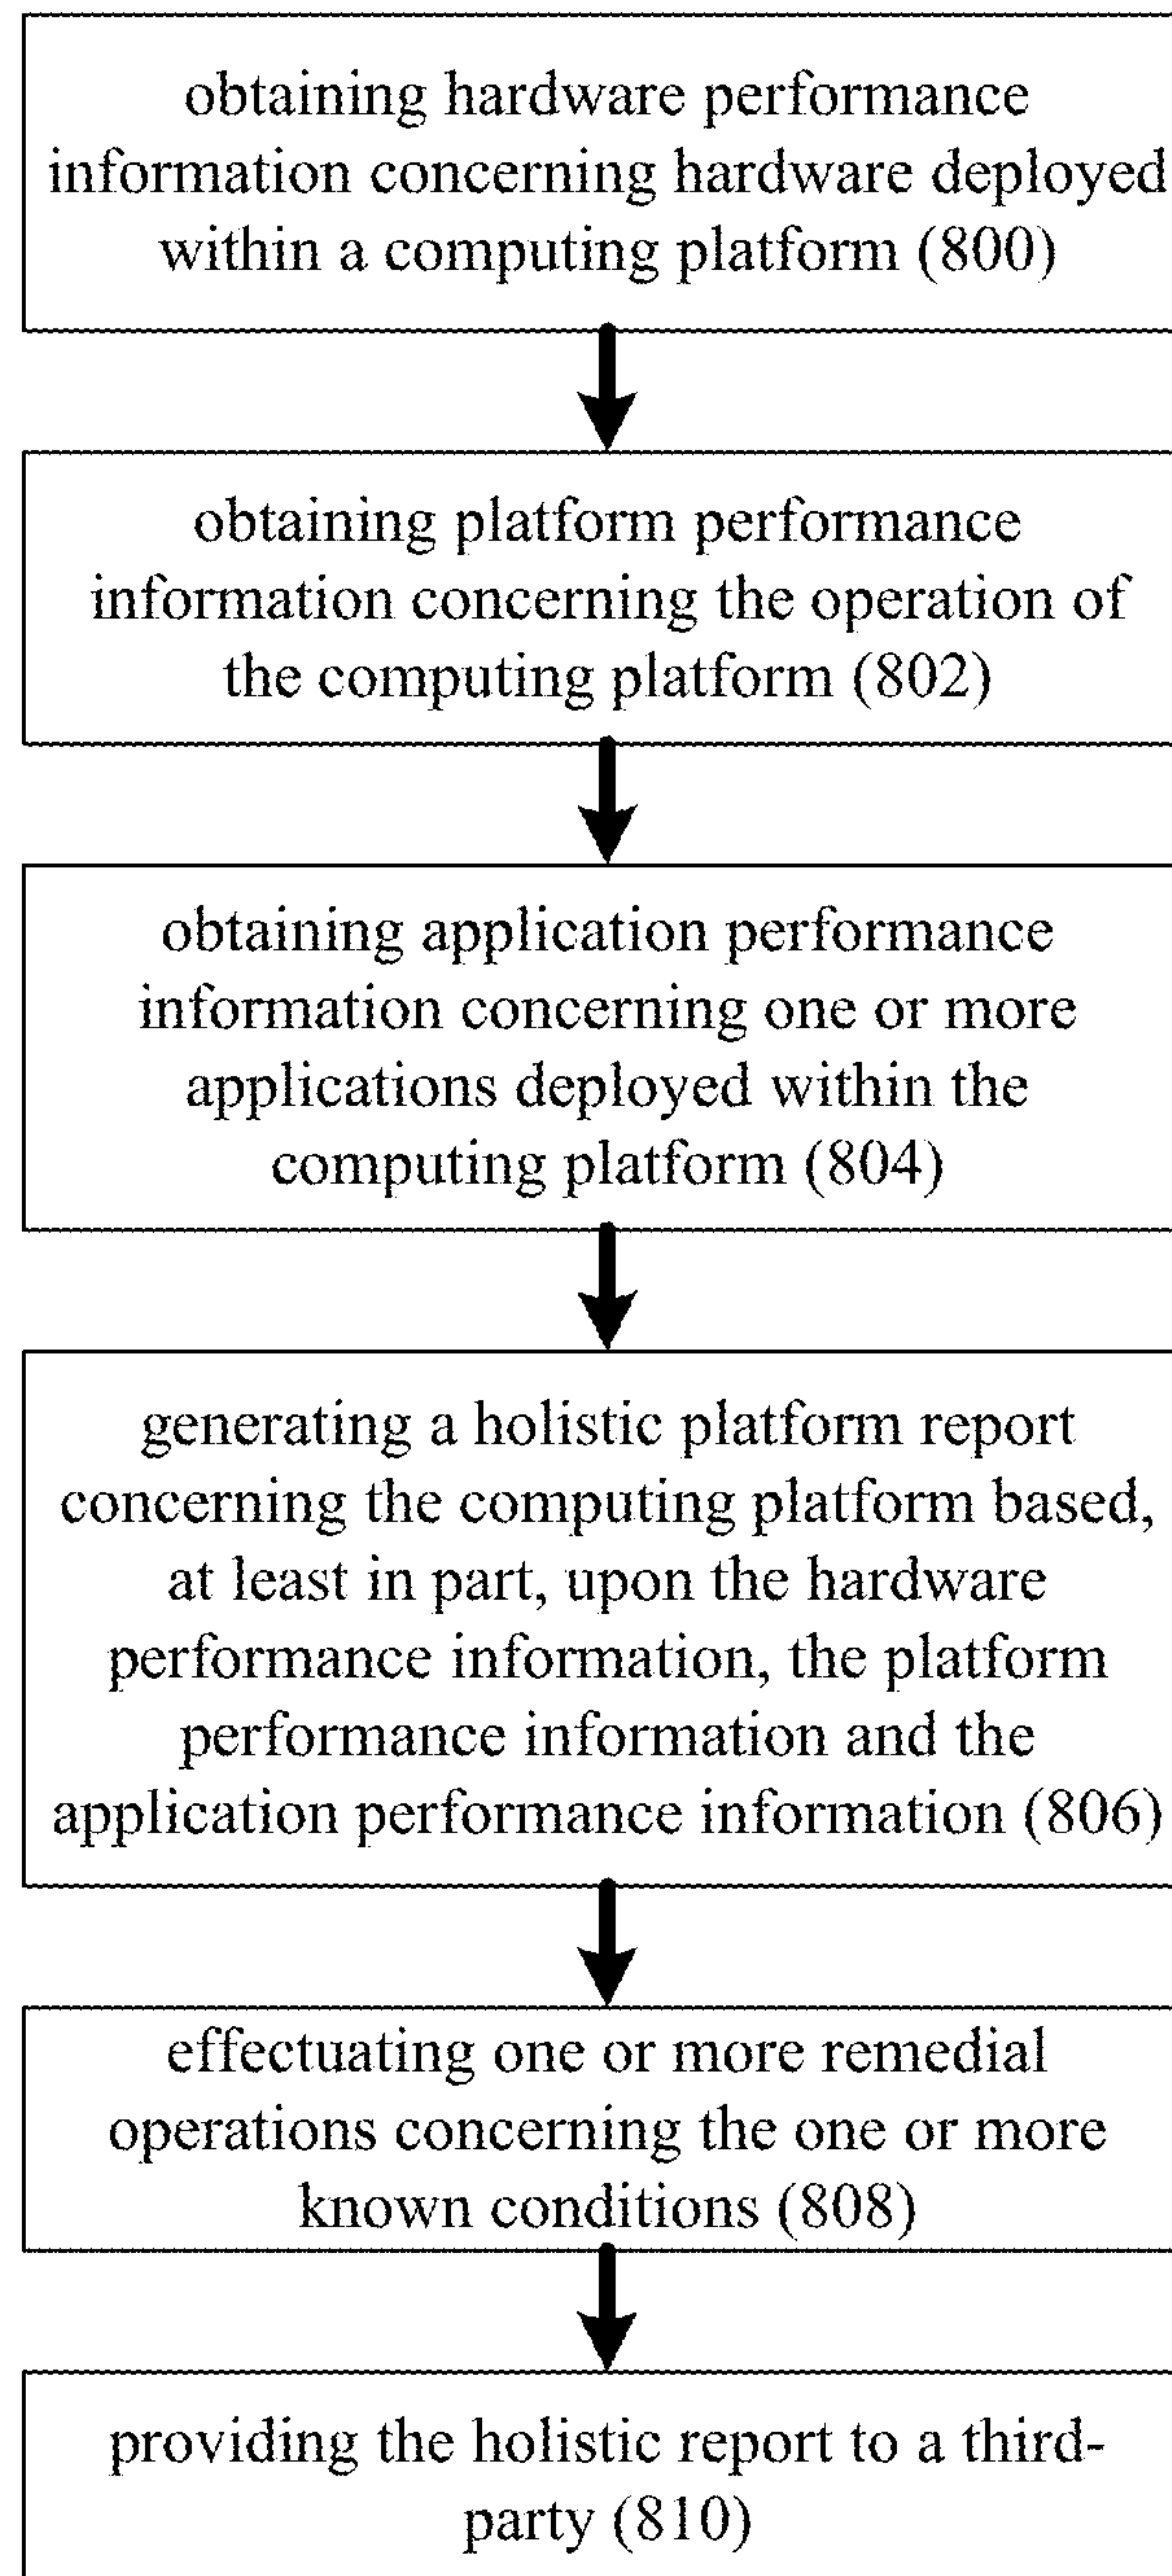 obtaining hardware performance
information concerning hardware deployed
within a computing platform (800)
obtaining platform performance
information concerning the operation of
the computing platform (802)
obtaining application performance
information concerning one or more
applications deployed within the
computing platform (804)
generating a holistic platform report
concerning the computing platform based,
at least in part, upon the hardware
performance information, the platform
performance information and the
application performance information (806)
effectuating one or more remedial
operations concerning the one or more
known conditions (808)
providing the holistic report to a third-
party (810)